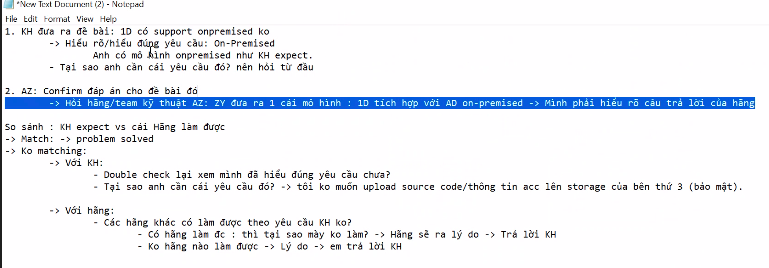 *New Text Document (2) - Notepad
File Edit Format View Help
1. KH đưa ra đề bài: 1D có support onpremised ko
-> Hiểu rõ/hiểu đúng yêu cầu: On-Premised
Anh có mô hình onpremised như KH expect.
- Tại sao anh cần cái yêu cầu đó? nên hỏi từ đầu
2. AZ: Confirm đáp án cho đề bài đó
-> Hỏi hãng/team kỹ thuật AZ: ZY đưa ra 1 cái mô hình : 1D tích hợp với AD on-premised -> Mình phải hiểu rõ câu trả lời của hãng
So sánh : KH expect vs cái Hãng làm được
-> Match: -> problem solved
-> Ko matching:
-> Với KH:
- Double check lại xem mình đã hiểu đúng yêu cầu chưa?
- Tại sao anh cần cái yêu cầu đó? -> tôi ko muốn upload source code/thông tin acc lên storage của bên thứ 3 (bảo mật).
-> Với hãng:
- Các hãng khác có làm được theo yêu cầu KH ko?
- Có hãng làm đc : thì tại sao mày ko làm? -> Hãng sẽ ra lý do -> Trả lời KH
- Ko hãng nào làm được -> Lý do -> em trả lời KH